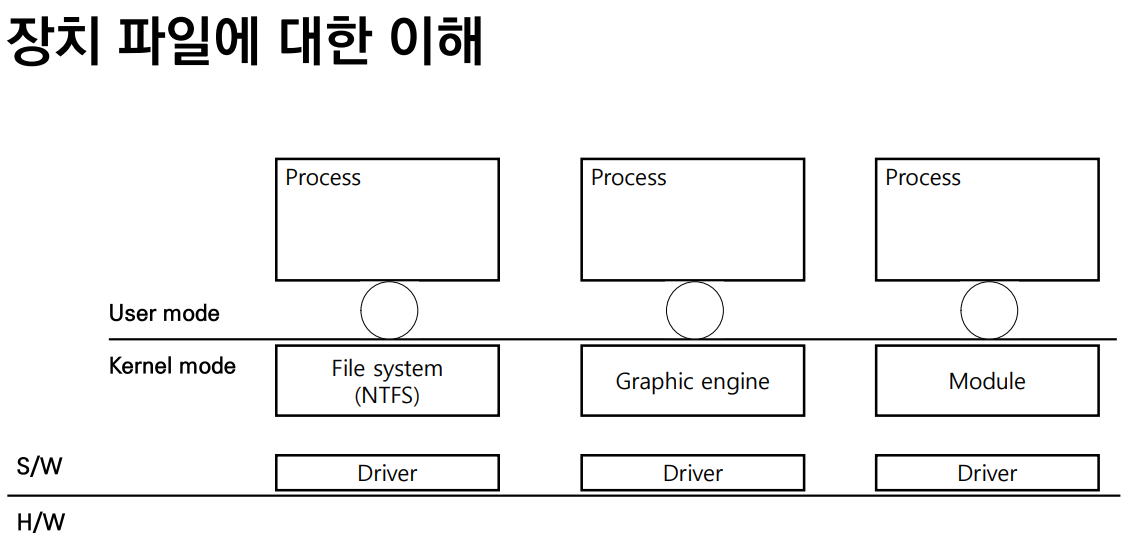 장치 파일에 대한 이해
Process
Process
Process
User mode
Kernel mode
File system
(NTFS)
Graphic engine
Module
S/W
Driver
Driver
Driver
H/W